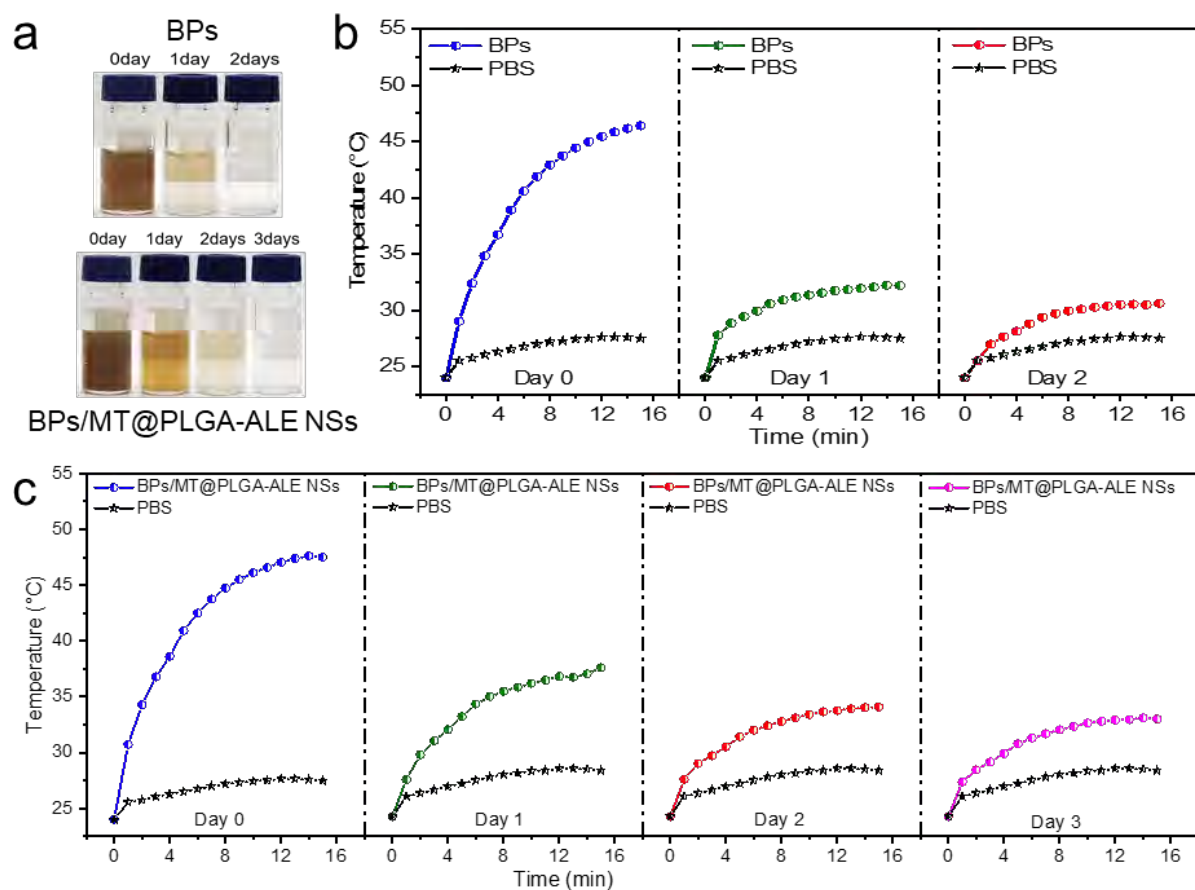 a
BPs
0day 1day 2days
0day 1day 2days 3days
BPs/MT@PLGA-ALE NSs
b
55
50
45
40
35
30
25
Temperature (°C)
BPs
PBS
Day 0
BPs
PBS
Day 1
BPs
PBS
Day 2
0 4 8 12 16 0 4 8 12 16 0 4 8 12 16
Time (min)
c
55
50
45
40
35
30
25
Temperature (°C)
BPs/MT@PLGA-ALE NSs
PBS
Day 0
BPs/MT@PLGA-ALE NSs
PBS
Day 1
BPs/MT@PLGA-ALE NSs
PBS
Day 2
BPs/MT@PLGA-ALE NSs
PBS
Day 3
0 4 8 12 16 0 4 8 12 16 0 4 8 12 16 0 4 8 12 16
Time (min)